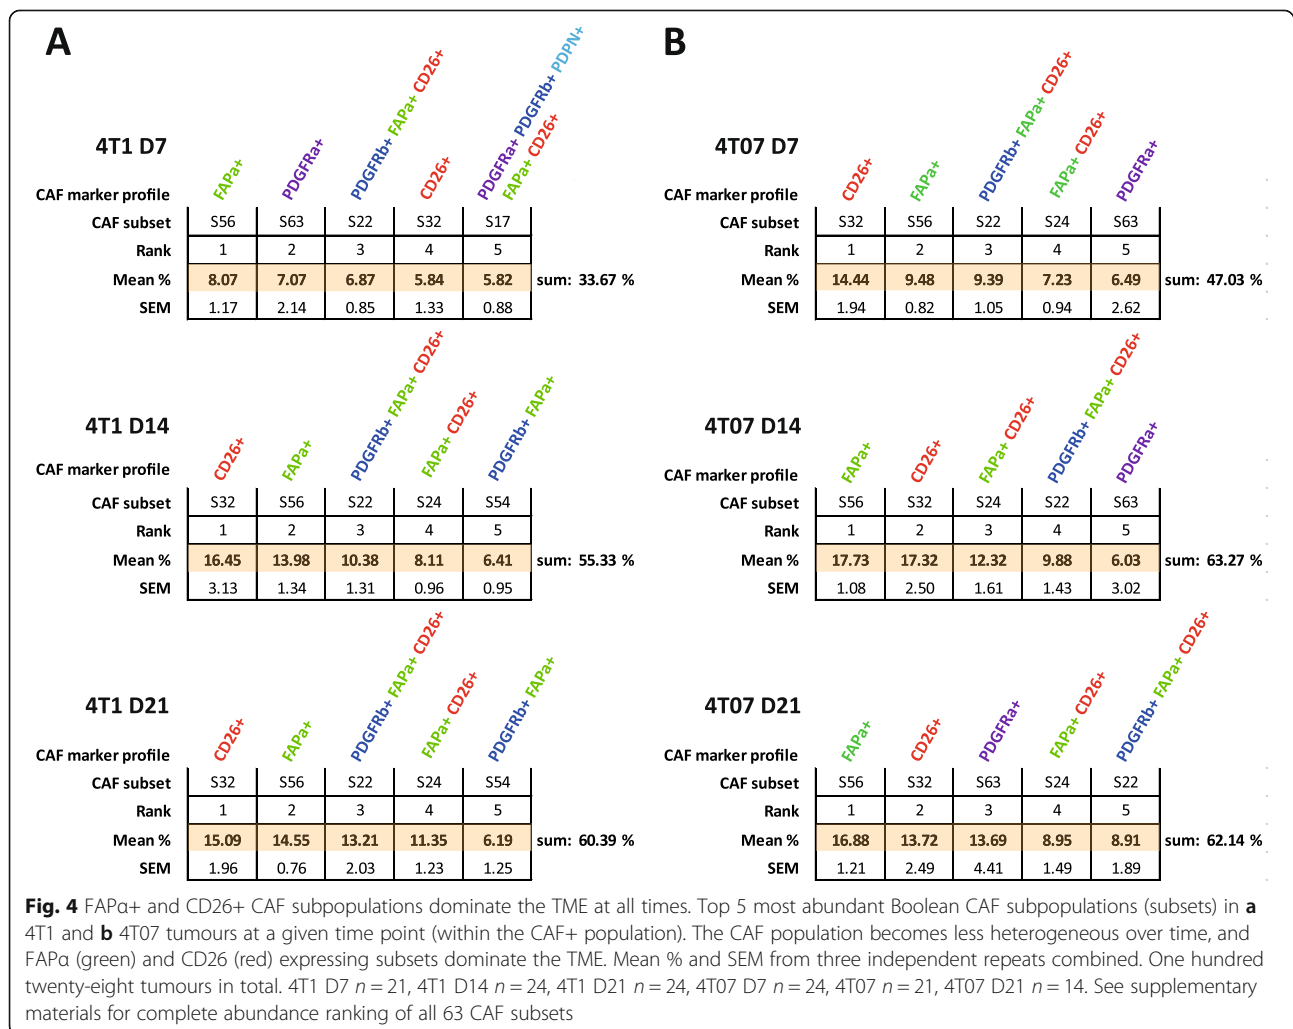 A
4T1 D7
CAF marker profile FAPa+ PDGFRa+ PDGFRb+ FAPa+ CD26+ CD26+ PDGFRa+ PDGFRb+ PDPN+ FAPa+ CD26+
CAF subset S56 S63 S22 S32 S17
Rank 1 2 3 4 5
Mean % 8.07 7.07 6.87 5.84 5.82 sum: 33.67 %
SEM 1.17 2.14 0.85 1.33 0.88
4T1 D14
CAF marker profile CD26+ FAPa+ PDGFRb+ FAPa+ CD26+ FAPa+ CD26+ PDGFRb+ FAPa+
CAF subset S32 S56 S22 S24 S54
Rank 1 2 3 4 5
Mean % 16.45 13.98 10.38 8.11 6.41 sum: 55.33 %
SEM 3.13 1.34 1.31 0.96 0.95
4T1 D21
CAF marker profile CD26+ FAPa+ PDGFRb+ FAPa+ CD26+ FAPa+ CD26+ PDGFRb+ FAPa+
CAF subset S32 S56 S22 S24 S54
Rank 1 2 3 4 5
Mean % 15.09 14.55 13.21 11.35 6.19 sum: 60.39 %
SEM 1.96 0.76 2.03 1.23 1.25
B
4T07 D7
CAF marker profile CD26+ FAPa+ PDGFRb+ FAPa+ CD26+ FAPa+ CD26+ PDGFRa+
CAF subset S32 S56 S22 S24 S63
Rank 1 2 3 4 5
Mean % 14.44 9.48 9.39 7.23 6.49 sum: 47.03 %
SEM 1.94 0.82 1.05 0.94 2.62
4T07 D14
CAF marker profile FAPa+ CD26+ FAPa+ CD26+ PDGFRb+ FAPa+ CD26+ PDGFRa+
CAF subset S56 S32 S24 S22 S63
Rank 1 2 3 4 5
Mean % 17.73 17.32 12.32 9.88 6.03 sum: 63.27 %
SEM 1.08 2.50 1.61 1.43 3.02
4T07 D21
CAF marker profile FAPa+ CD26+ PDGFRa+ FAPa+ CD26+ PDGFRb+ FAPa+ CD26+
CAF subset S56 S32 S63 S24 S22
Rank 1 2 3 4 5
Mean % 16.88 13.72 13.69 8.95 8.91 sum: 62.14 %
SEM 1.21 2.49 4.41 1.49 1.89
Fig. 4 FAPα+ and CD26+ CAF subpopulations dominate the TME at all times. Top 5 most abundant Boolean CAF subpopulations (subsets) in a
4T1 and b 4T07 tumours at a given time point (within the CAF+ population). The CAF population becomes less heterogeneous over time, and
FAPα (green) and CD26 (red) expressing subsets dominate the TME. Mean % and SEM from three independent repeats combined. One hundred
twenty-eight tumours in total. 4T1 D7 n = 21, 4T1 D14 n = 24, 4T1 D21 n = 24, 4T07 D7 n = 24, 4T07 n = 21, 4T07 D21 n = 14. See supplementary
materials for complete abundance ranking of all 63 CAF subsets